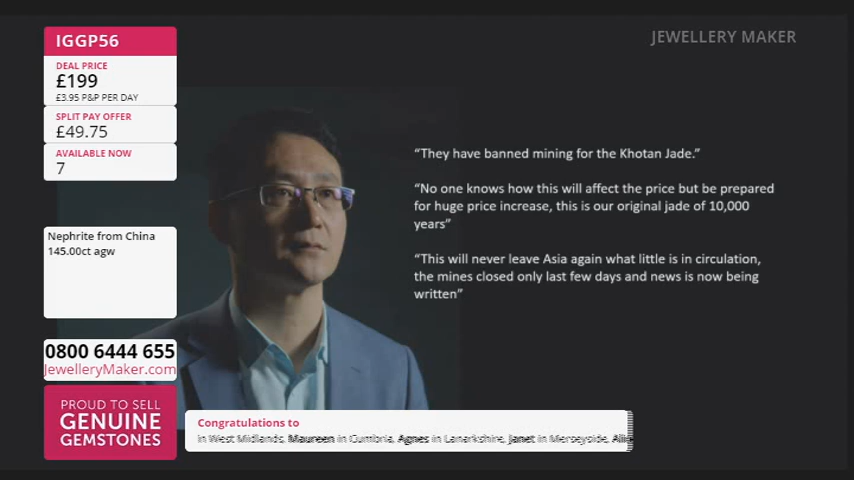 IGGP56
DEAL PRICE
£199
£3.95 P&P PER DAY
SPLIT PAY OFFER
£49.75
AVAILABLE NOW
7
Nephrite from China
145.00ct agw
0800 6444 655
JewelleryMaker.com
PROUD TO SELL
GENUINE
GEMSTONES
JEWELLERY MAKER
“They have banned mining for the Khotan Jade.”
“No one knows how this will affect the price but be prepared
for huge price increase, this is our original jade of 10,000
years”
“This will never leave Asia again what little is in circulation,
the mines closed only last few days and news is now being
written”
Congratulations to
in West Midlands, Maureen in Cumbria, Agnes in Lanarkshire, Janet in Merseyside,